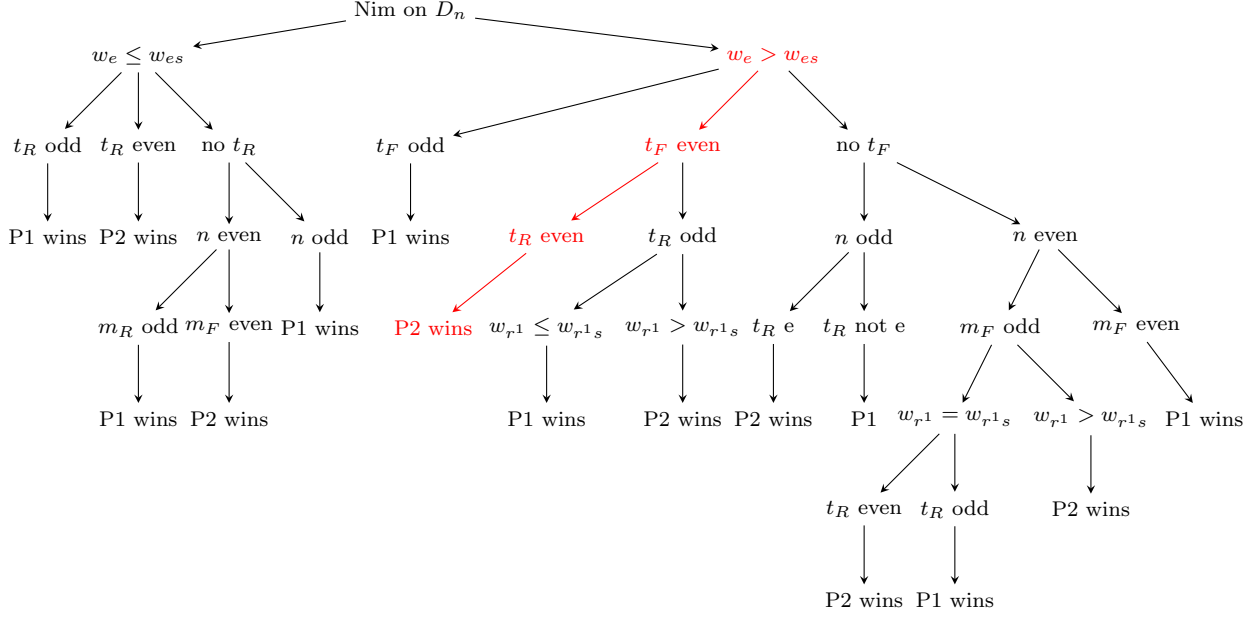 Nim on Dₙ
w_e ≤ w_{es} w_e > w_{es}
t_R odd t_R even no t_R t_F odd t_F even no t_F
P1 wins P2 wins n even n odd P1 wins t_R even t_R odd n odd n even
m_R odd m_F even P1 wins P2 wins w_{r^1} ≤ w_{r^1 s} w_{r^1} > w_{r^1 s} t_R e t_R not e m_F odd m_F even
P1 wins P2 wins P1 wins P2 wins P2 wins P1 w_{r^1} = w_{r^1 s} w_{r^1} > w_{r^1 s} P1 wins
t_R even t_R odd P2 wins
P2 wins P1 wins